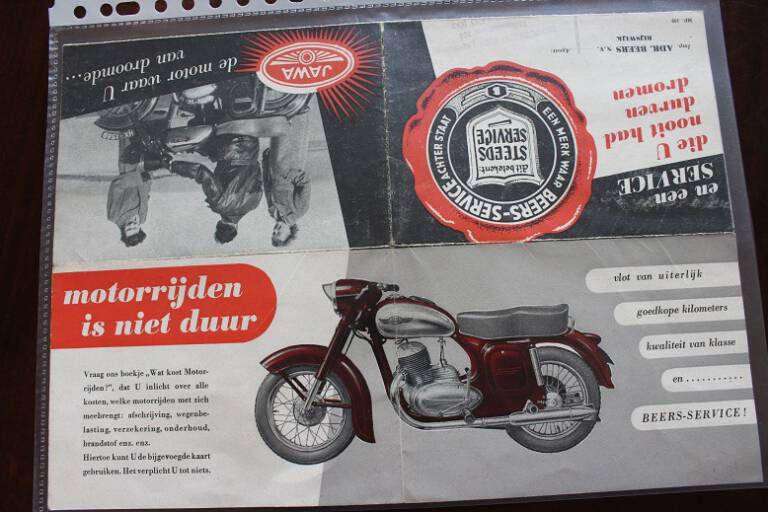 JAWA
de motor waar U
van droomde...
MP. 190
Imp. ADR. BEERS N.V.
RIJSWIJK
Agent:
en een
SERVICE
die U
nooit had
durven
dromen
EEN MERK WAAR BEERS-SERVICE ACHTER STAAT
dit betekent:
STEEDS
SERVICE
motorrijden
is niet duur
Vraag ons boekje „Wat kost Motor-
rijden?", dat U inlicht over alle
kosten, welke motorrijden met zich
meebrengt: afschrijving, wegenbe-
lasting, verzekering, onderhoud,
brandstof enz. enz.
Hiertoe kunt U de bijgevoegde kaart
gebruiken. Het verplicht U tot niets.
vlot van uiterlijk
goedkope kilometers
kwaliteit van klasse
en ...........
BEERS-SERVICE!